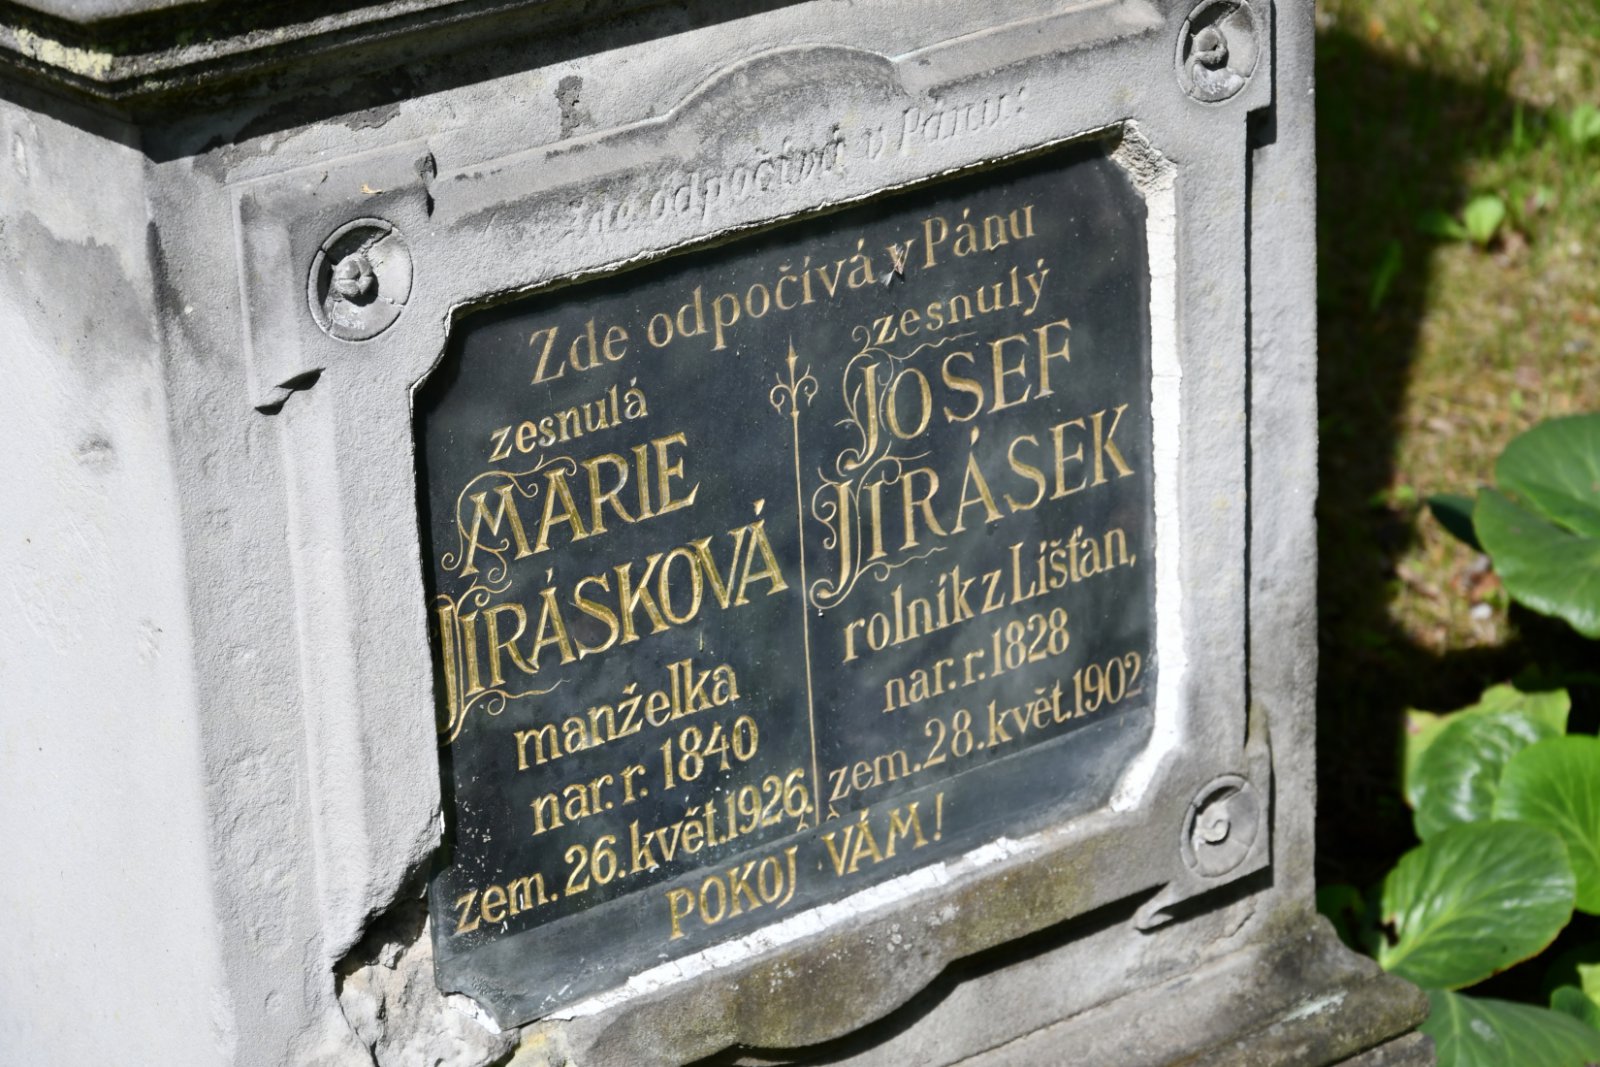 zde odpočívá v Pánu:
Zde odpočívá v Pánu
zesnulá
MARIE
JIRÁSKOVÁ
manželka
nar. r. 1840
zem. 26. květ. 1926.
zesnulý
JOSEF
JIRÁSEK
rolník z Líšťan,
nar. r. 1828
zem. 28. květ. 1902
POKOJ VÁM!